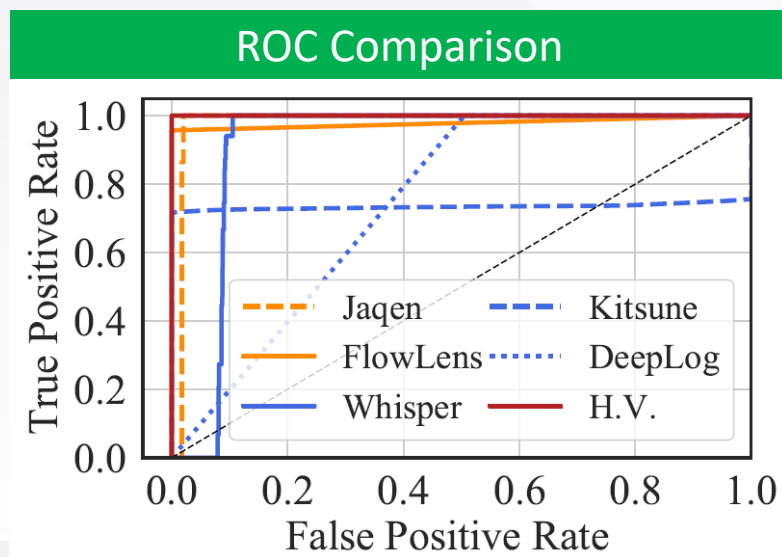 ROC Comparison
True Positive Rate
1.0
0.8
0.6
0.4
0.2
0.0
Jaqen
FlowLens
Whisper
Kitsune
DeepLog
H.V.
0.0 0.2 0.4 0.6 0.8 1.0
False Positive Rate